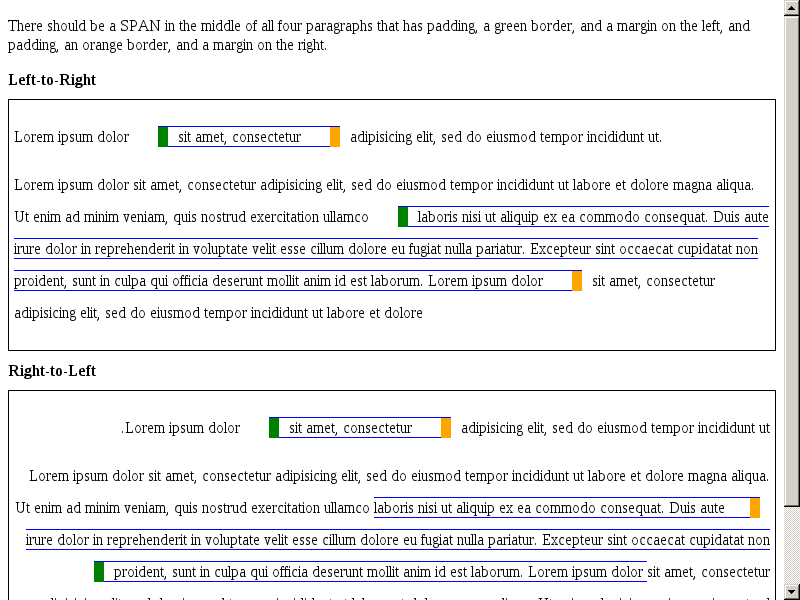 There should be a SPAN in the middle of all four paragraphs that has padding, a green border, and a margin on the left, and
padding, an orange border, and a margin on the right.
Left-to-Right
Lorem ipsum dolor sit amet, consectetur adipisicing elit, sed do eiusmod tempor incididunt ut.
Lorem ipsum dolor sit amet, consectetur adipisicing elit, sed do eiusmod tempor incididunt ut labore et dolore magna aliqua.
Ut enim ad minim veniam, quis nostrud exercitation ullamco laboris nisi ut aliquip ex ea commodo consequat. Duis aute
irure dolor in reprehenderit in voluptate velit esse cillum dolore eu fugiat nulla pariatur. Excepteur sint occaecat cupidatat non
proident, sunt in culpa qui officia deserunt mollit anim id est laborum. Lorem ipsum dolor sit amet, consectetur
adipisicing elit, sed do eiusmod tempor incididunt ut labore et dolore
Right-to-Left
.Lorem ipsum dolor sit amet, consectetur adipisicing elit, sed do eiusmod tempor incididunt ut
Lorem ipsum dolor sit amet, consectetur adipisicing elit, sed do eiusmod tempor incididunt ut labore et dolore magna aliqua.
Ut enim ad minim veniam, quis nostrud exercitation ullamco laboris nisi ut aliquip ex ea commodo consequat. Duis aute
irure dolor in reprehenderit in voluptate velit esse cillum dolore eu fugiat nulla pariatur. Excepteur sint occaecat cupidatat non
proident, sunt in culpa qui officia deserunt mollit anim id est laborum. Lorem ipsum dolor sit amet, consectetur